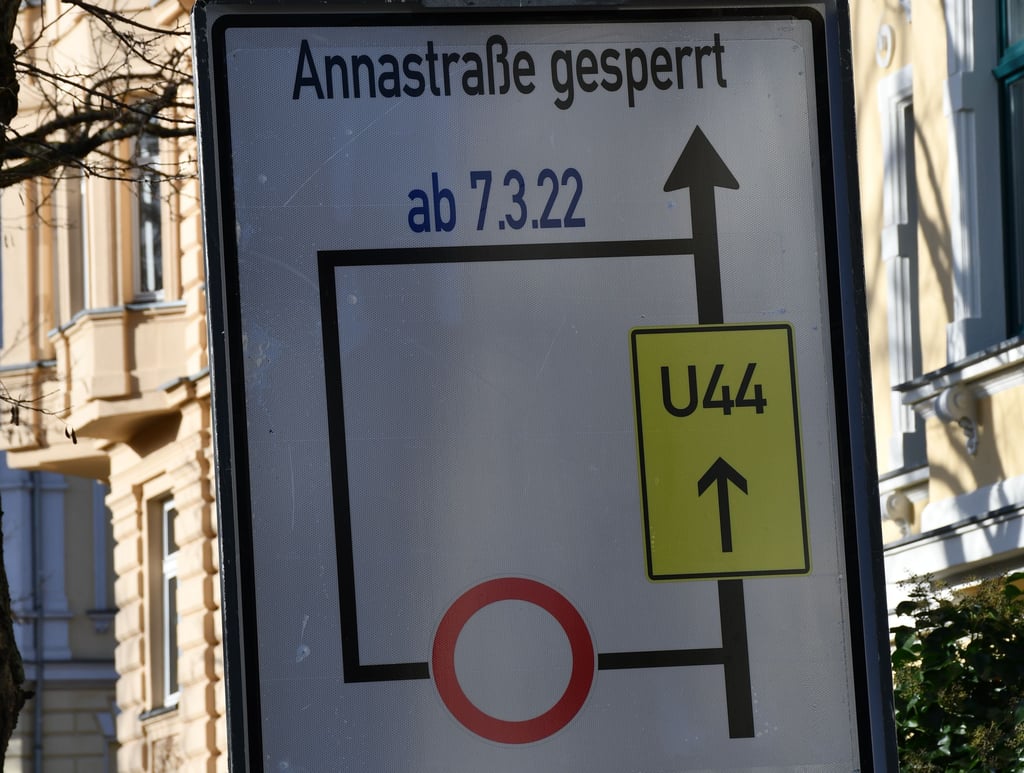 Annastraße gesperrt
ab 7.3.22
U44